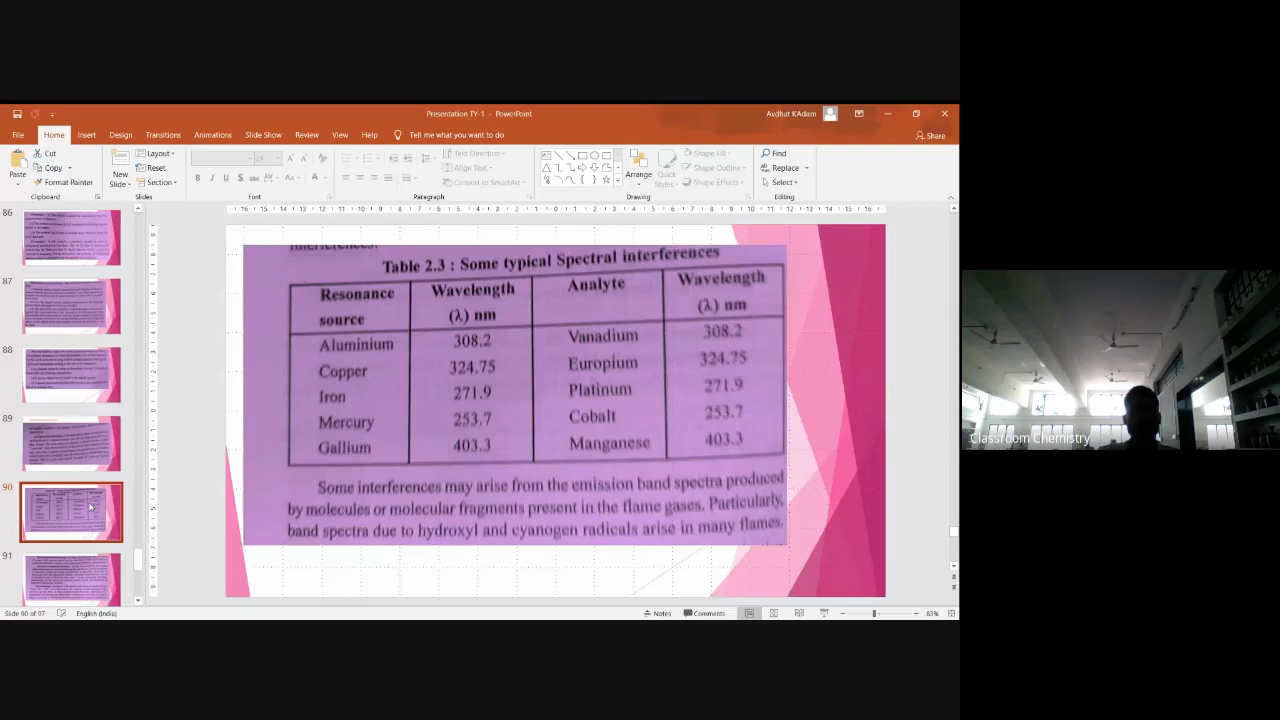 Presentation TY-1 - PowerPoint
Avdhut KAdam
File Home Insert Design Transitions Animations Slide Show Review View Help Tell me what you want to do
Share
Paste
Cut
Copy
Format Painter
Clipboard
New
Slide
Layout
Reset
Section
Slides
Font
Text Direction
Align Text
Convert to SmartArt
Paragraph
Arrange
Quick
Styles
Shape Fill
Shape Outline
Shape Effects
Drawing
Find
Replace
Select
Editing
86
87
88
89
90
91
interferences.
Table 2.3 : Some typical Spectral interferences
Resonance source Wavelength (λ) nm Analyte Wavelength (λ) nm
Aluminium 308.2 Vanadium 308.2
Copper 324.75 Europium 324.75
Iron 271.9 Platinum 271.9
Mercury 253.7 Cobalt 253.7
Gallium 403.3 Manganese 403.3
Some interferences may arise from the emission band spectra produced
by molecules or molecular fragments present in the flame gases. Particularly,
band spectra due to hydroxyl and cyanogen radicals arise in many flames.
Slide 90 of 97 English (India)
Notes Comments 83%
Classroom Chemistry